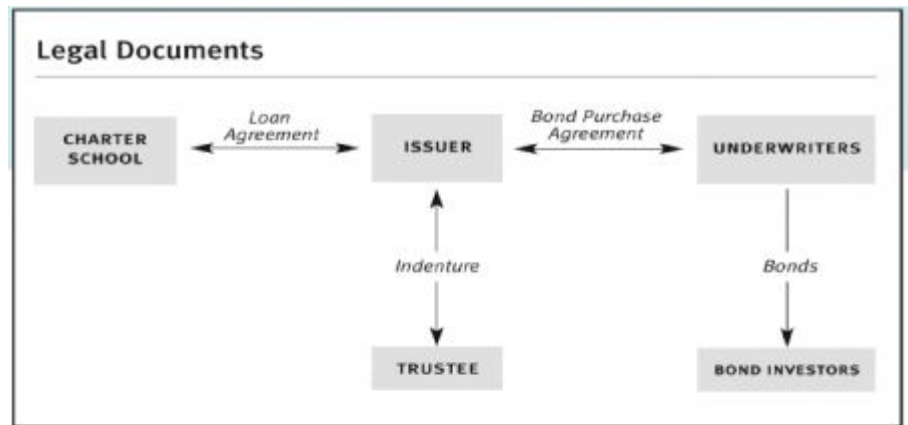 Legal Documents
Loan
Agreement
Bond Purchase
Agreement
CHARTER
SCHOOL
ISSUER
UNDERWRITERS
Indenture
Bonds
TRUSTEE
BOND INVESTORS